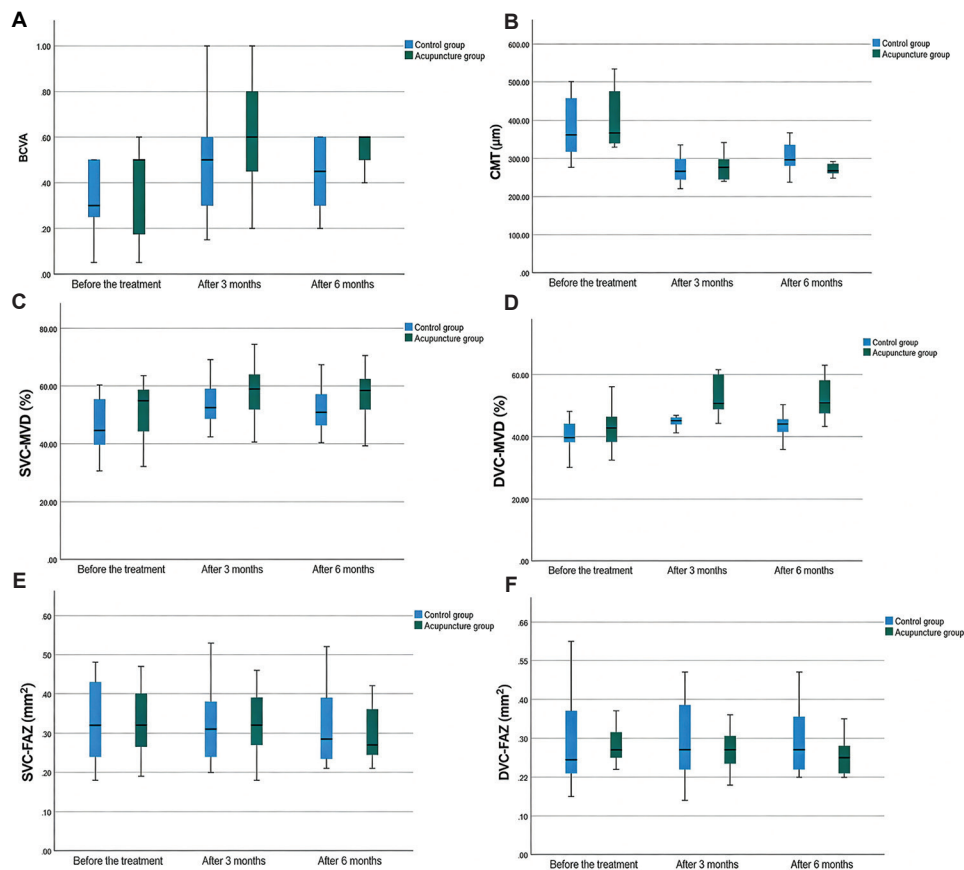 A
Control group
Acupuncture group
1.00
.80
.60
.40
.20
.00
BCVA
Before the treatment
After 3 months
After 6 months
B
Control group
Acupuncture group
600.00
500.00
400.00
300.00
200.00
100.00
.00
CMT (µm)
Before the treatment
After 3 months
After 6 months
C
Control group
Acupuncture group
80.00
60.00
40.00
20.00
.00
SVC-MVD (%)
Before the treatment
After 3 months
After 6 months
D
Control group
Acupuncture group
60.00
40.00
20.00
.00
DVC-MVD (%)
Before the treatment
After 3 months
After 6 months
E
Control group
Acupuncture group
.60
.50
.40
.30
.20
.10
.00
SVC-FAZ (mm²)
Before the treatment
After 3 months
After 6 months
F
Control group
Acupuncture group
.66
.55
.40
.30
.22
.10
.00
DVC-FAZ (mm²)
Before the treatment
After 3 months
After 6 months